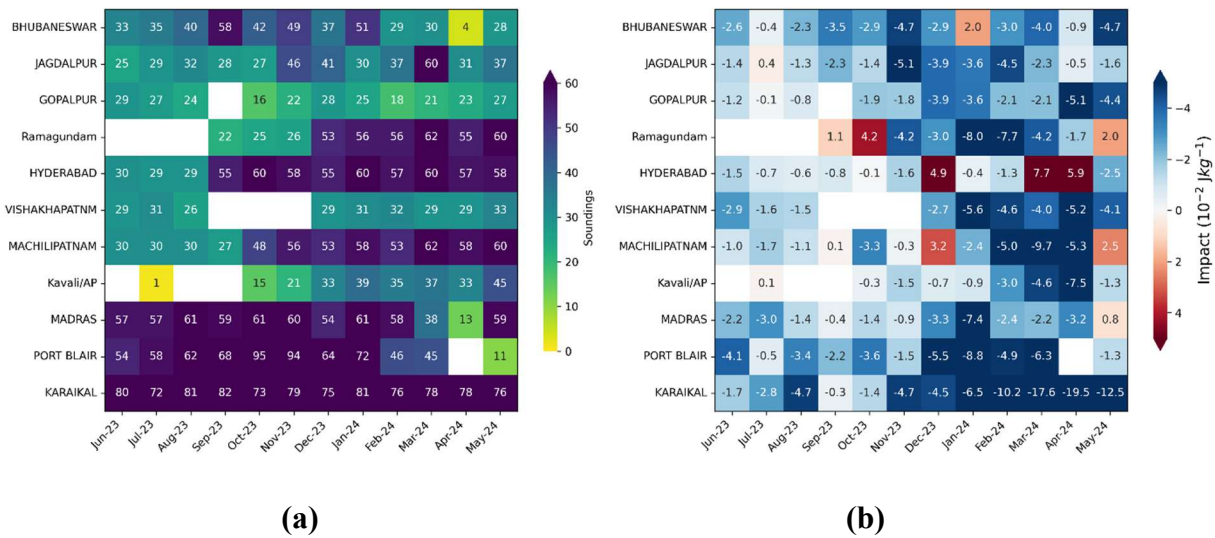 BHUBANESWAR 33 35 40 58 42 49 37 51 29 30 4 28
JAGDALPUR 25 29 32 28 27 46 41 30 37 60 31 37
GOPALPUR 29 27 24 16 22 28 25 18 21 23 27
Ramagundam 22 25 26 53 56 56 62 55 60
HYDERABAD 30 29 29 55 60 58 55 60 57 60 57 58
VISHAKHAPATNM 29 31 26 29 31 32 29 29 33
MACHILIPATNAM 30 30 30 27 48 56 53 58 53 62 58 60
Kavali/AP 1 15 21 33 39 35 37 33 45
MADRAS 57 57 61 59 61 60 54 61 58 38 13 59
PORT BLAIR 54 58 62 68 95 94 64 72 46 45 11
KARAIKAL 80 72 81 82 73 79 75 81 76 78 78 76
Jun-23 Jul-23 Aug-23 Sep-23 Oct-23 Nov-23 Dec-23 Jan-24 Feb-24 Mar-24 Apr-24 May-24
60
50
40
30
20
10
0
Soundings
(a)
BHUBANESWAR -2.6 -0.4 -2.3 -3.5 -2.9 -4.7 -2.9 2.0 -3.0 -4.0 -0.9 -4.7
JAGDALPUR -1.4 0.4 -1.3 -2.3 -1.4 -5.1 -3.9 -3.6 -4.5 -2.3 -0.5 -1.6
GOPALPUR -1.2 -0.1 -0.8 -1.9 -1.8 -3.9 -3.6 -2.1 -2.1 -5.1 -4.4
Ramagundam 1.1 4.2 -4.2 -3.0 -8.0 -7.7 -4.2 -1.7 2.0
HYDERABAD -1.5 -0.7 -0.6 -0.8 -0.1 -1.6 4.9 -0.4 -1.3 7.7 5.9 -2.5
VISHAKHAPATNM -2.9 -1.6 -1.5 -2.7 -5.6 -4.6 -4.0 -5.2 -4.1
MACHILIPATNAM -1.0 -1.7 -1.1 0.1 -3.3 -0.3 3.2 -2.4 -5.0 -9.7 -5.3 2.5
Kavali/AP 0.1 -0.3 -1.5 -0.7 -0.9 -3.0 -4.6 -7.5 -1.3
MADRAS -2.2 -3.0 -1.4 -0.4 -1.4 -0.9 -3.3 -7.4 -2.4 -2.2 -3.2 0.8
PORT BLAIR -4.1 -0.5 -3.4 -2.2 -3.6 -1.5 -5.5 -8.8 -4.9 -6.3 -1.3
KARAIKAL -1.7 -2.8 -4.7 -0.3 -1.4 -4.7 -4.5 -6.5 -10.2 -17.6 -19.5 -12.5
Jun-23 Jul-23 Aug-23 Sep-23 Oct-23 Nov-23 Dec-23 Jan-24 Feb-24 Mar-24 Apr-24 May-24
-4
-2
0
2
4
Impact (10⁻² Jkg⁻¹)
(b)